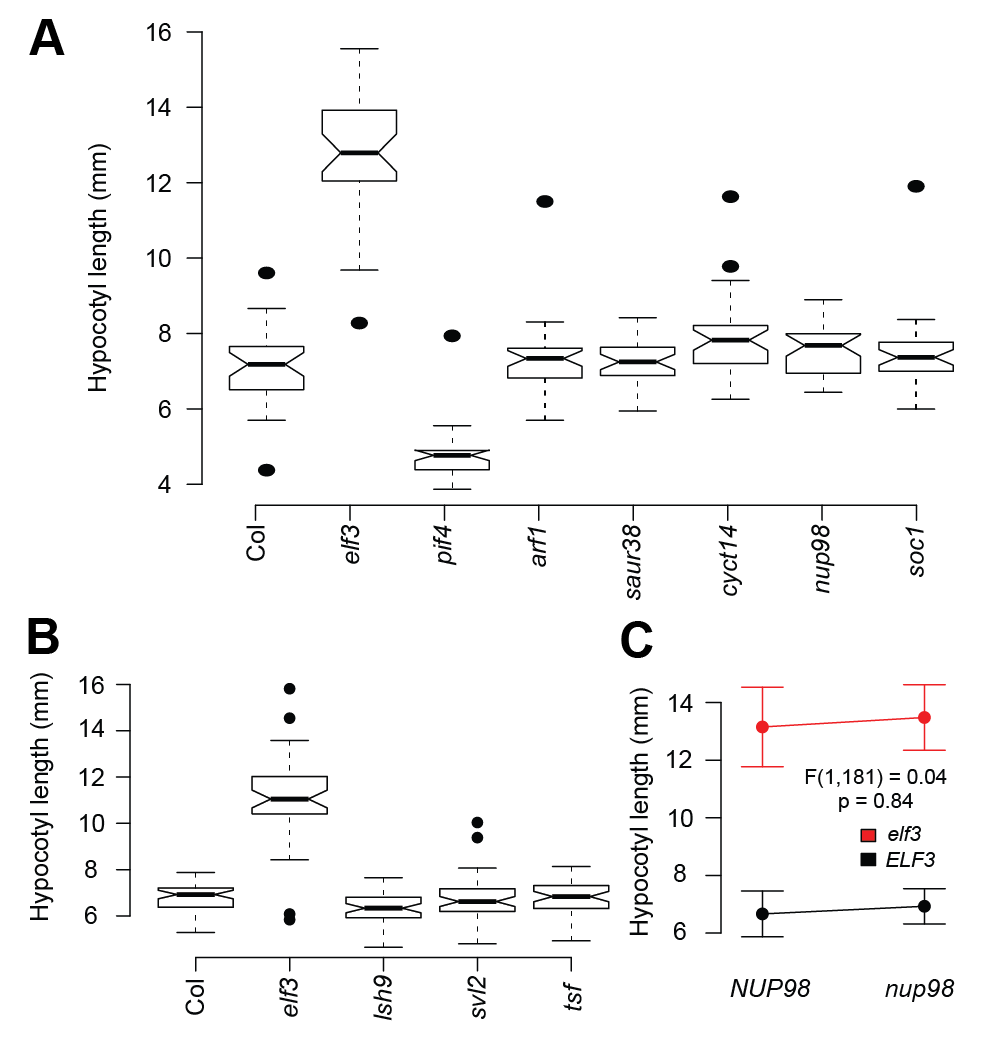 A
Hypocotyl length (mm)
16
14
12
10
8
6
4
Col
elf3
pif4
arf1
saur38
cyct14
nup98
soc1
B
Hypocotyl length (mm)
16
14
12
10
8
6
Col
elf3
lsh9
svl2
tsf
C
Hypocotyl length (mm)
14
12
10
8
6
F(1,181) = 0.04
p = 0.84
elf3
ELF3
NUP98
nup98